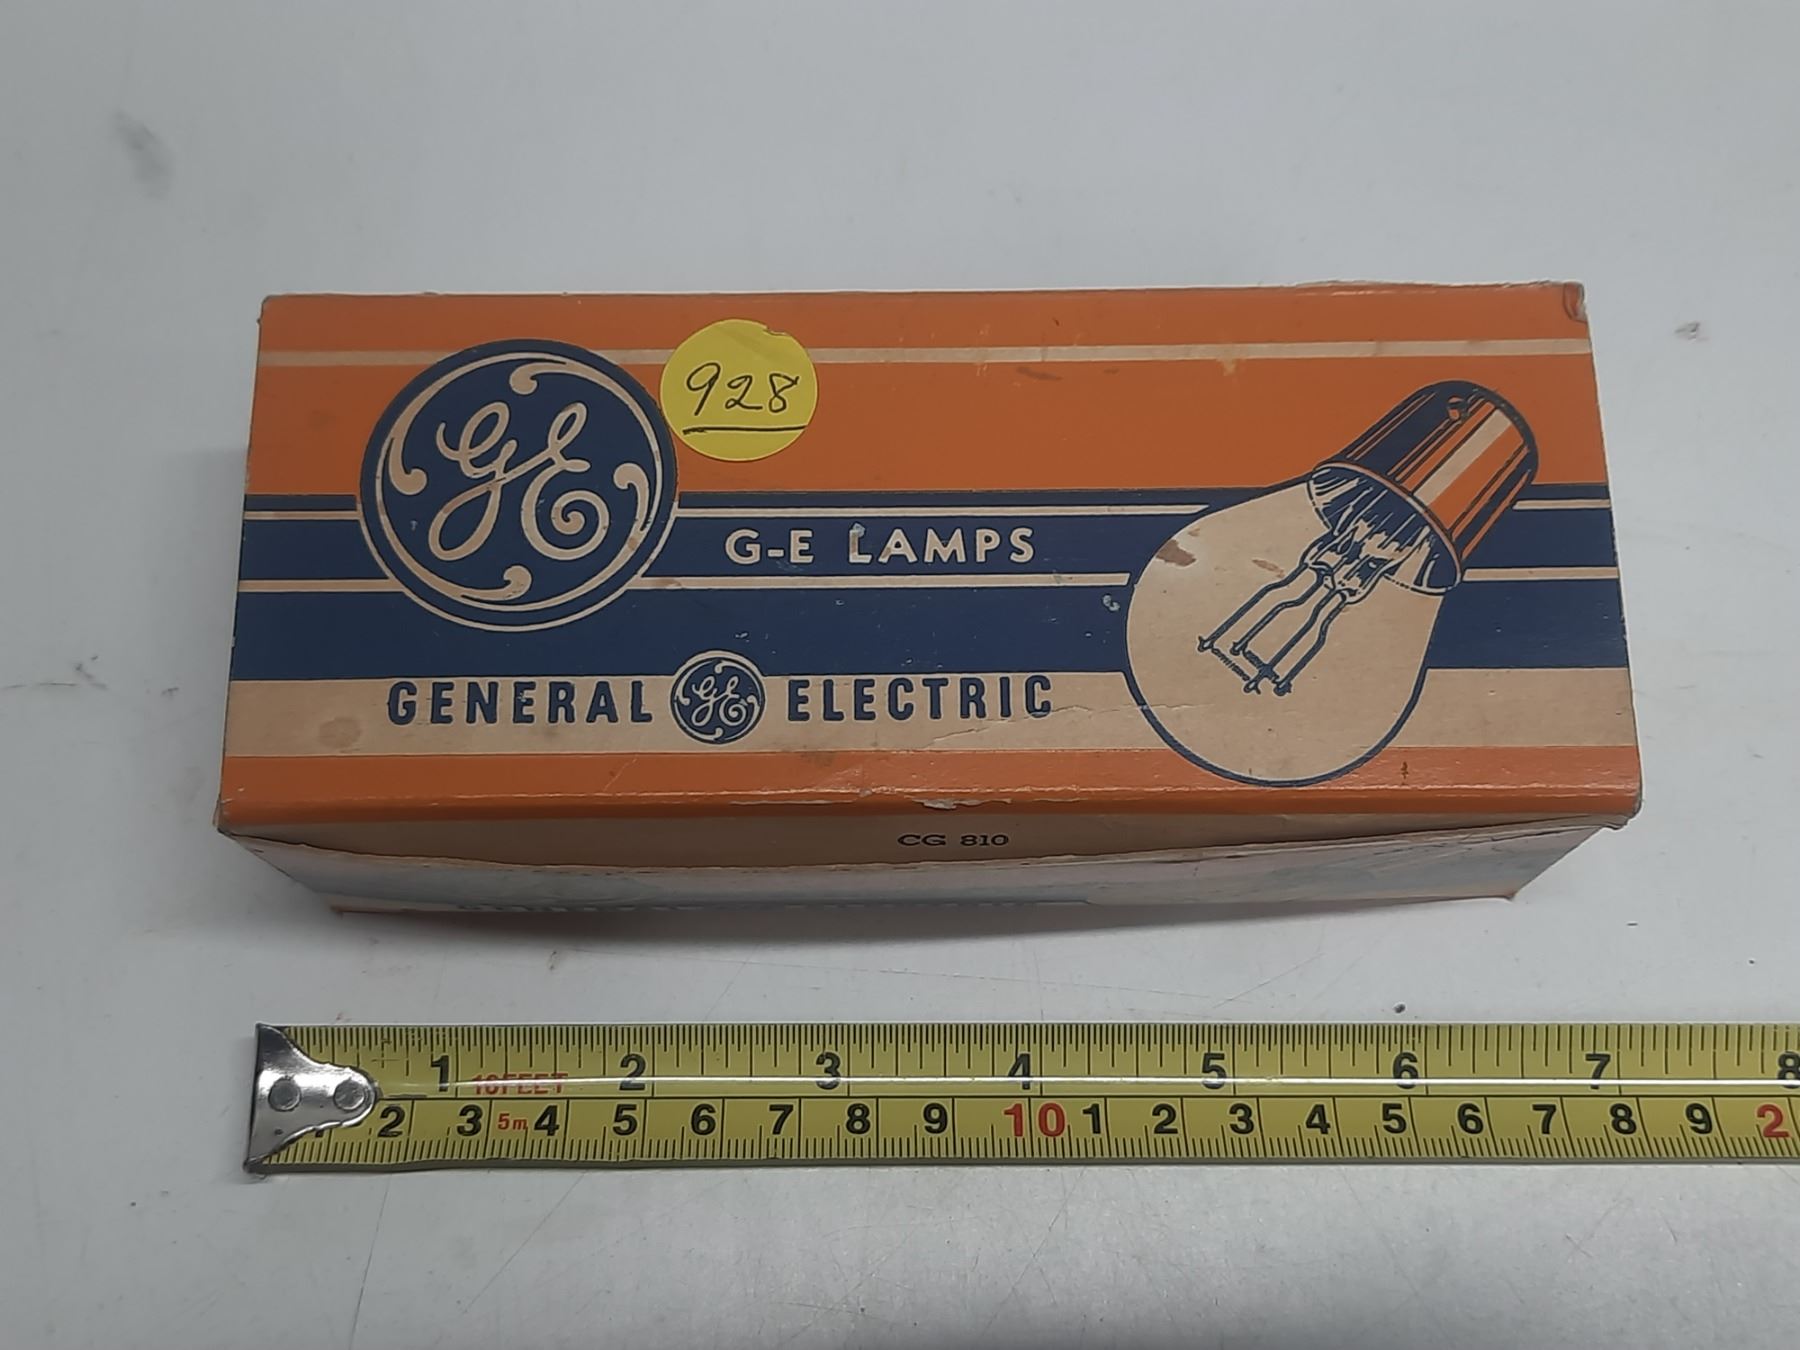 GE
928
G-E LAMPS
GENERAL GE ELECTRIC
CG 810
1 10FEET 2 3 4 5 6 7 8
1 2 3 5m 4 5 6 7 8 9 10 1 2 3 4 5 6 7 8 9 2